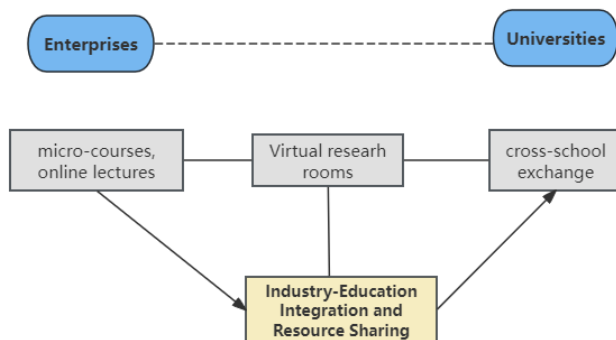 Enterprises
Universities
micro-courses,
online lectures
Virtual researh
rooms
cross-school
exchange
Industry-Education
Integration and
Resource Sharing